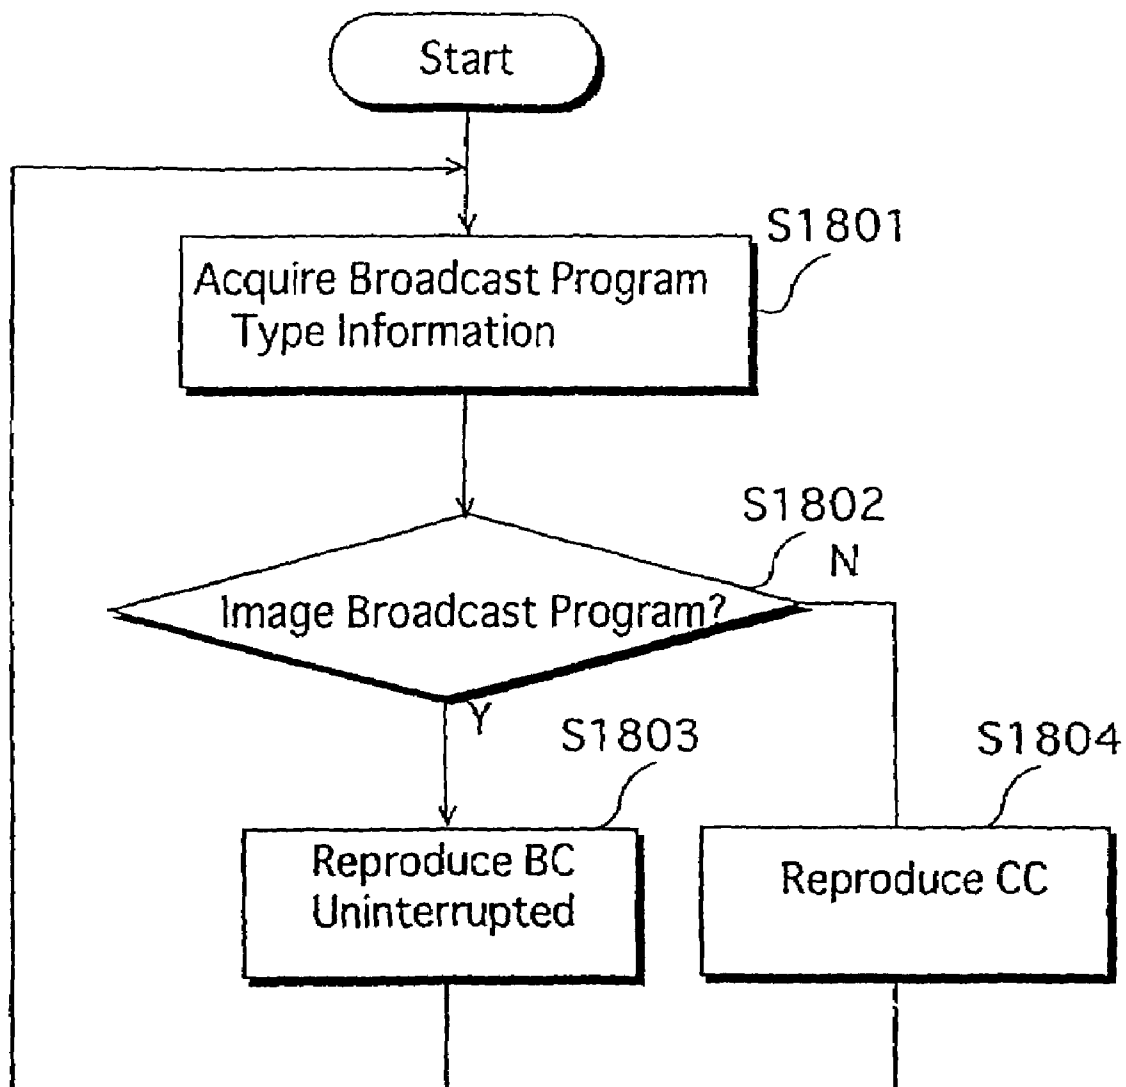 Start
S1801
Acquire Broadcast Program
Type Information
S1802
N
Image Broadcast Program?
Y
S1803
S1804
Reproduce BC
Uninterrupted
Reproduce CC